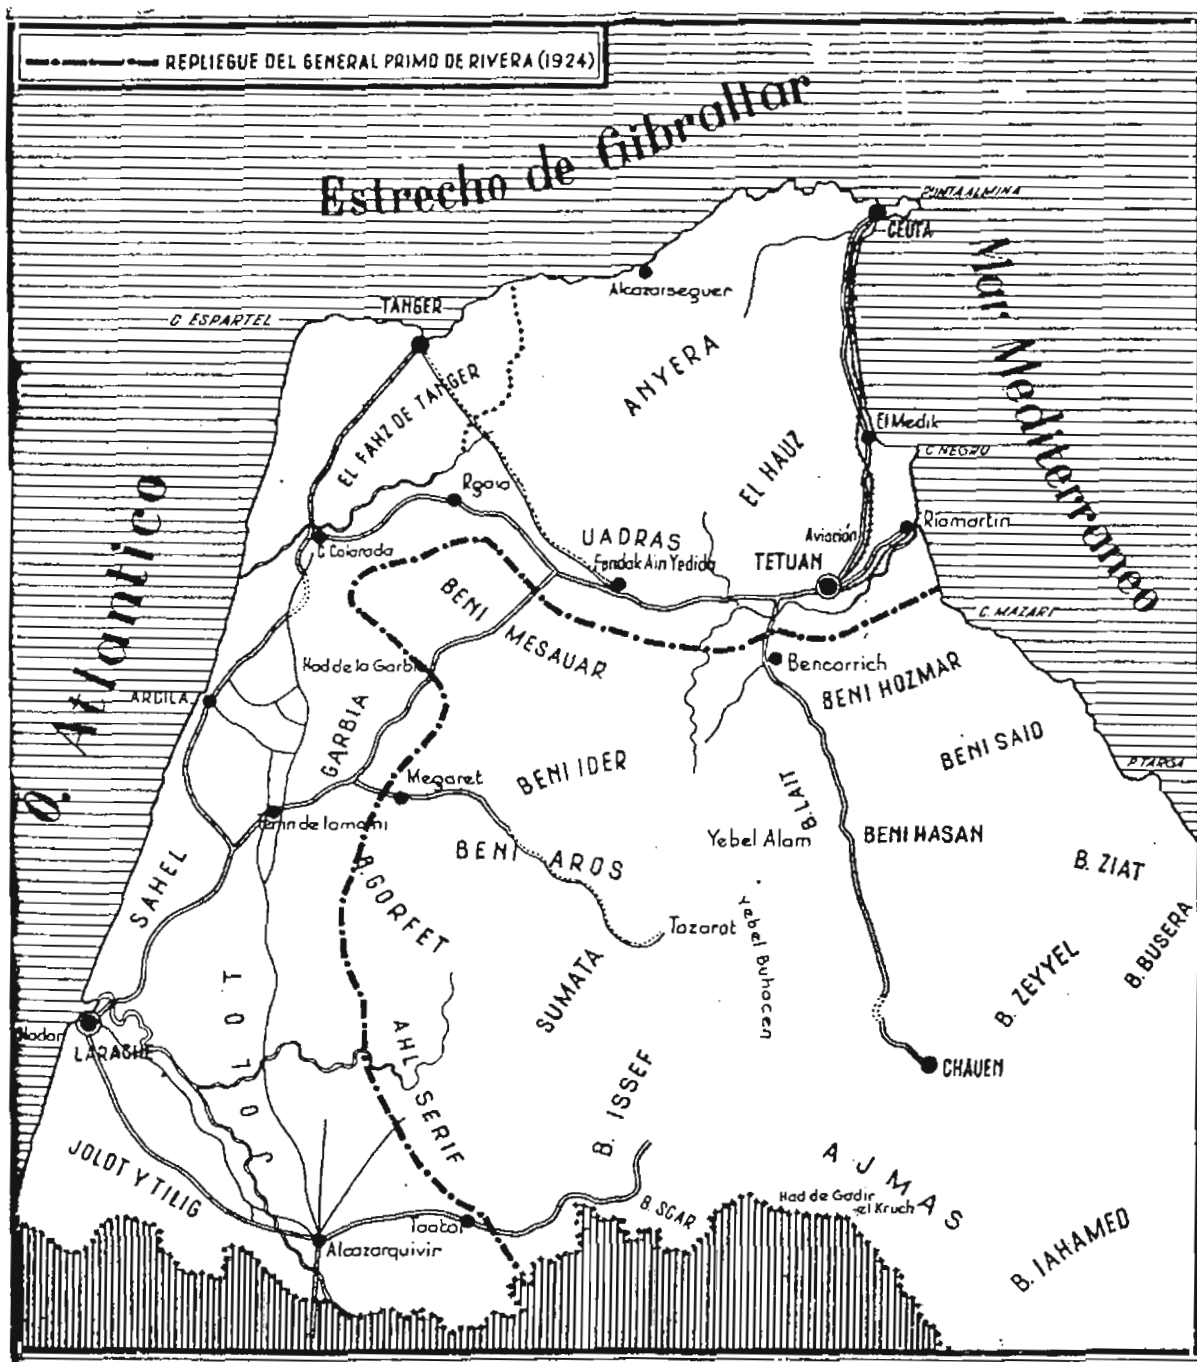 REPLIEGUE DEL GENERAL PRIMO DE RIVERA (1924)
Estrecho de Gibraltar
PUNTA ALMINA
CEUTA
Mar Mediterraneo
Alcazarseguer
TANGER
C. ESPARTEL
ANYERA
EL FAHZ DE TANGER
El Medik
C. NEGRO
EL HAUZ
O. Atlantico
Rgaia
Riomartin
UADRAS
Aviación
C. Colorada
Fondak Ain Yedida
TETUAN
BENI MESAUAR
C. MAZARI
Had de la Garbia
Bencarrich
BENI HOZMAR
ARCILA
GARBIA
BENI SAID
BENI IDER
P. TARGA
Megaret
B. LAIT
Yebel Alam
BENI HASAN
BENI AROS
B. ZIAT
SAHEL
B. GORFET
Tazarot
Yebel Buhacen
B. BUSERA
SUMATA
B. ZEYYEL
JOLOT
Nador
LARACHE
AHL SERIF
CHAUEN
B. ISSEF
JOLOT Y TILIG
AJMAS
B. SGAR
Had de Gadir
el Kruch
Taatof
Alcazarquivir
B. IAHAMED